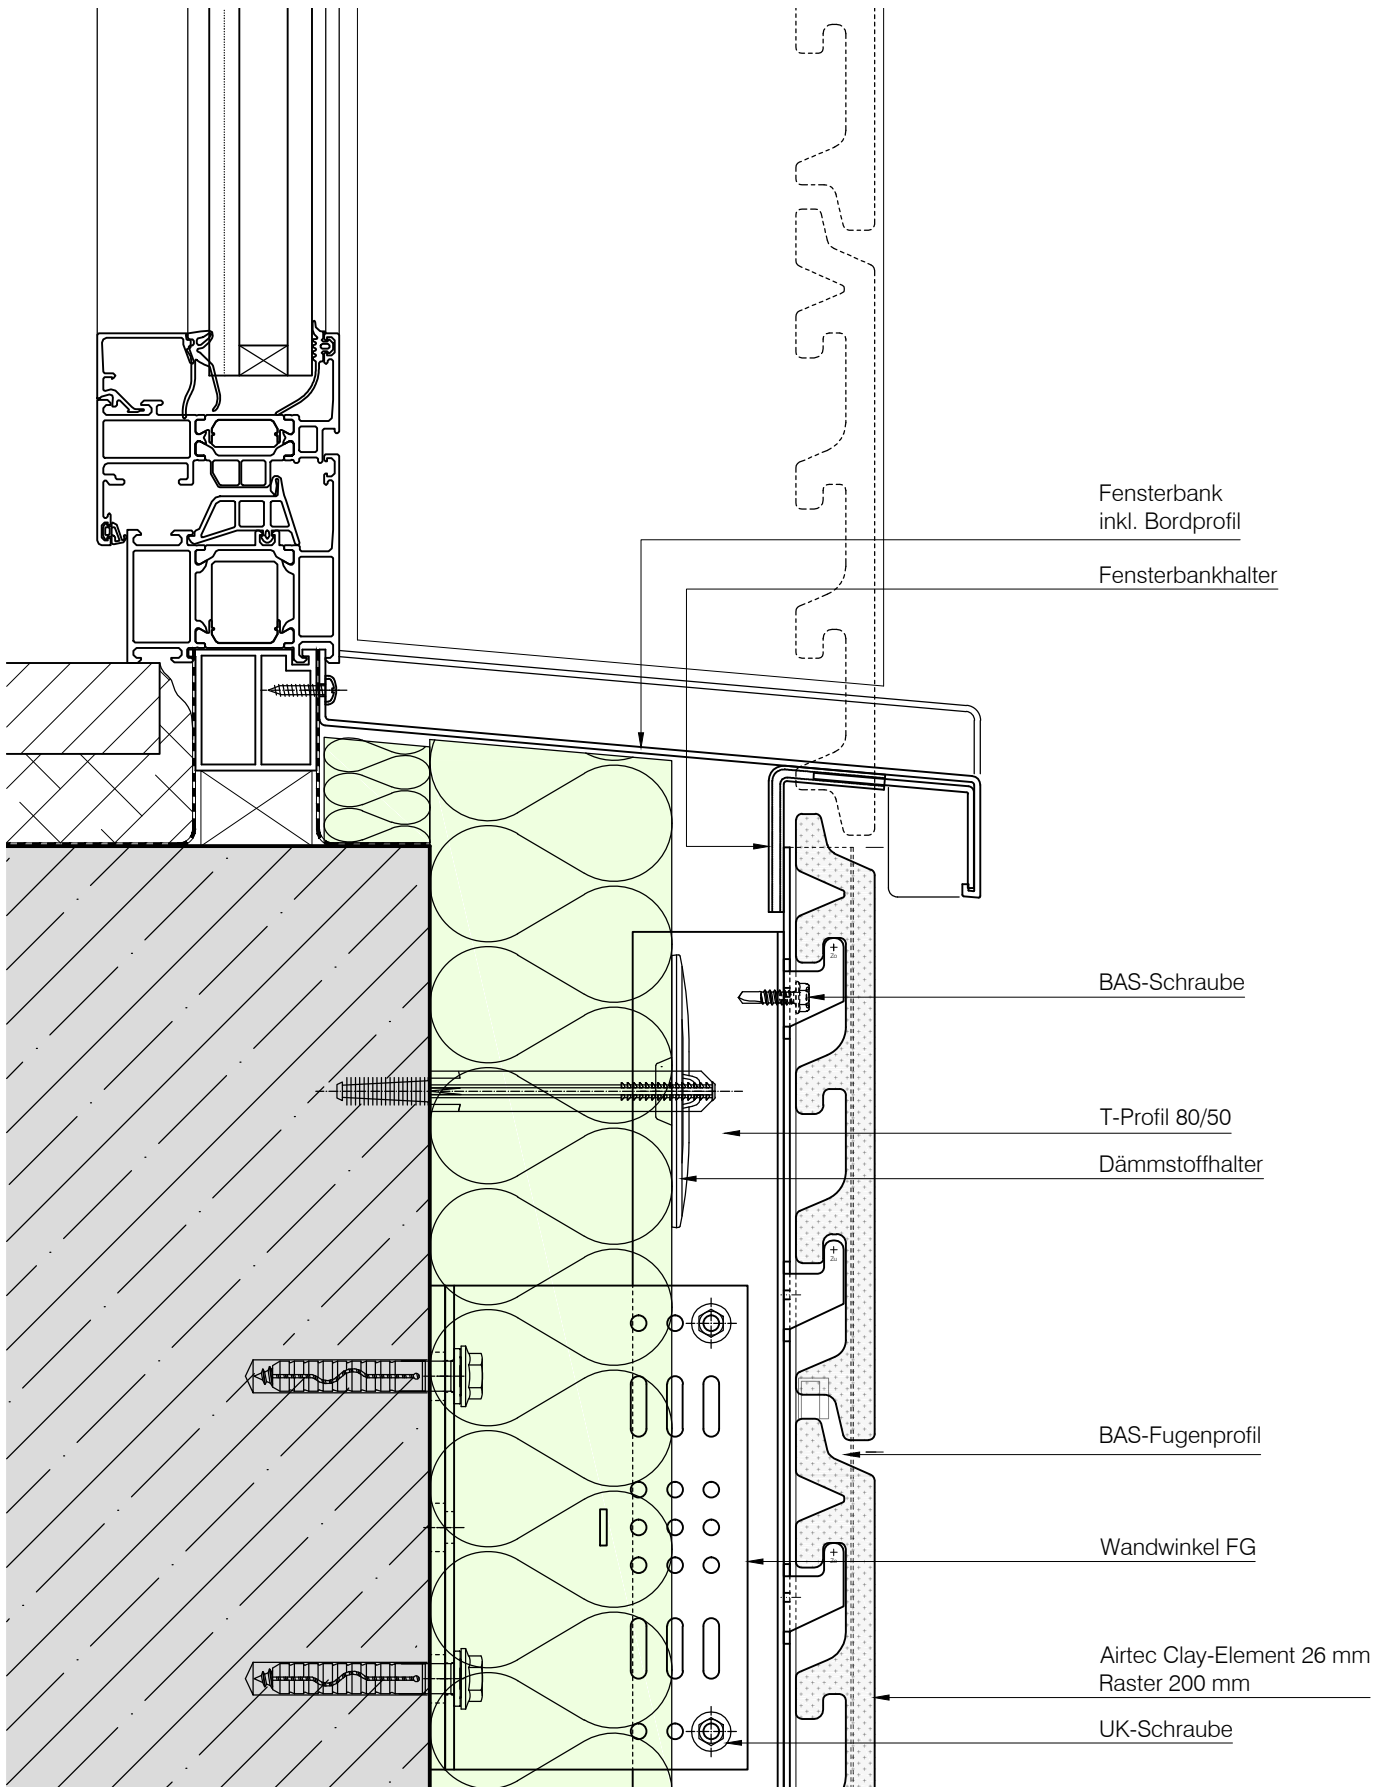 Fensterbank
inkl. Bordprofil
Fensterbankhalter
BAS-Schraube
T-Profil 80/50
Dämmstoffhalter
BAS-Fugenprofil
Wandwinkel FG
Airtec Clay-Element 26 mm
Raster 200 mm
UK-Schraube